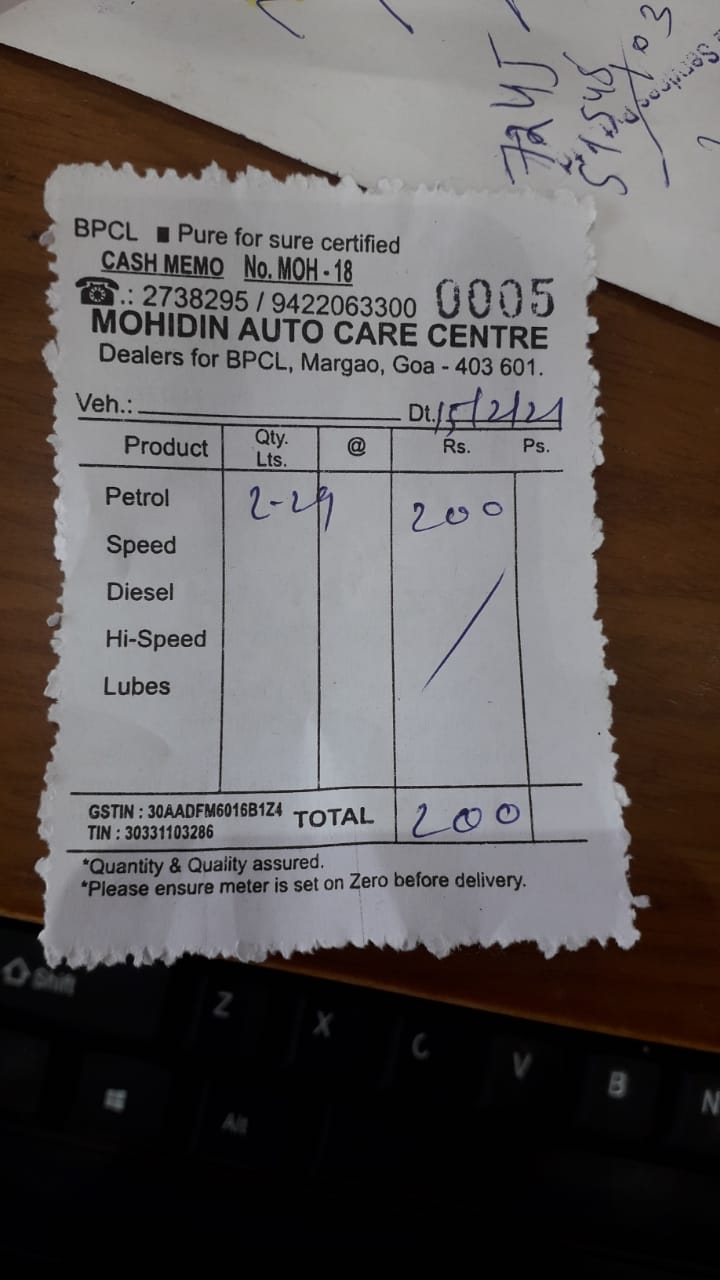 7245
51545
BPCL ■ Pure for sure certified
CASH MEMO No. MOH - 18
☎.: 2738295 / 9422063300 0005
MOHIDIN AUTO CARE CENTRE
Dealers for BPCL, Margao, Goa - 403 601.
Veh.: Dt. 15/2/21
Product Qty. Lts. @ Rs. Ps.
Petrol 2-29 200
Speed
Diesel
Hi-Speed
Lubes
GSTIN : 30AADFM6016B1Z4 TOTAL 200
TIN : 30331103286
*Quantity & Quality assured.
*Please ensure meter is set on Zero before delivery.
Shift
Z X C V B N
Alt